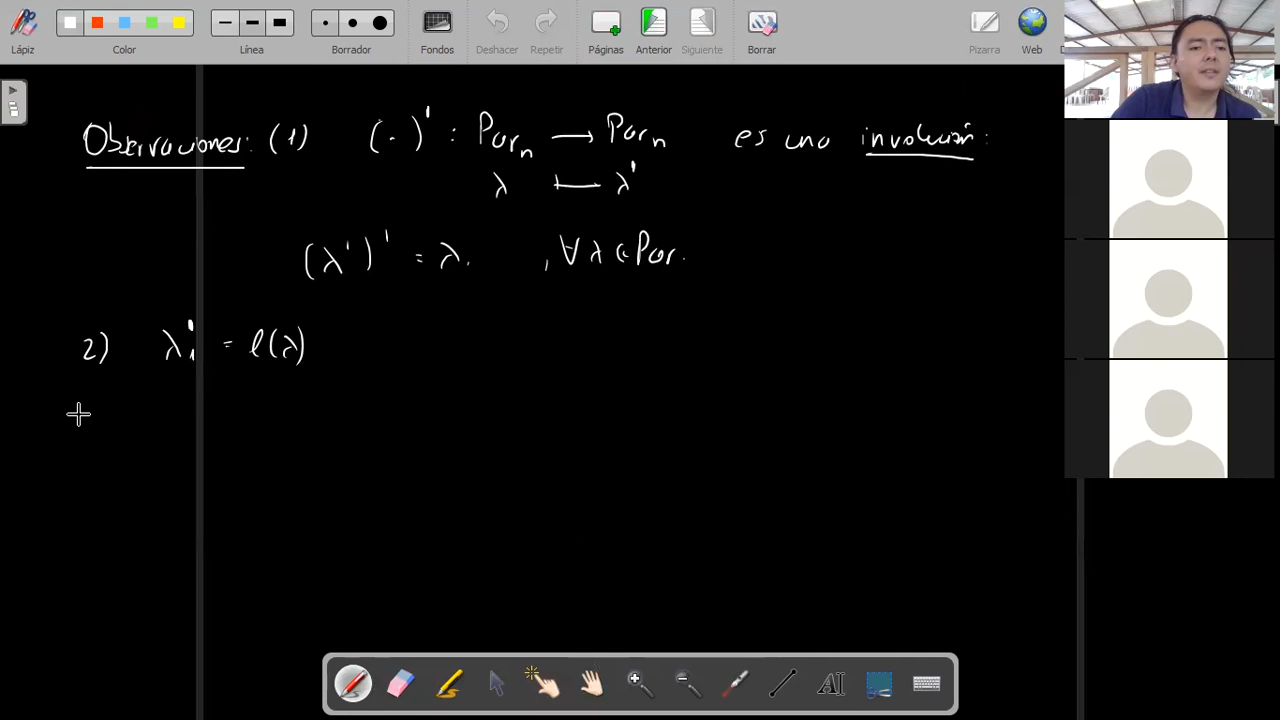 Lápiz Color Línea Borrador Fondos Deshacer Repetir Páginas Anterior Siguiente Borrar Pizarra Web
Observaciones: (1) (·)' : Par_n → Par_n es una involución:
λ ↦ λ'
(λ')' = λ. , ∀ λ ∈ Par.
2) λ'_1 = ℓ(λ)